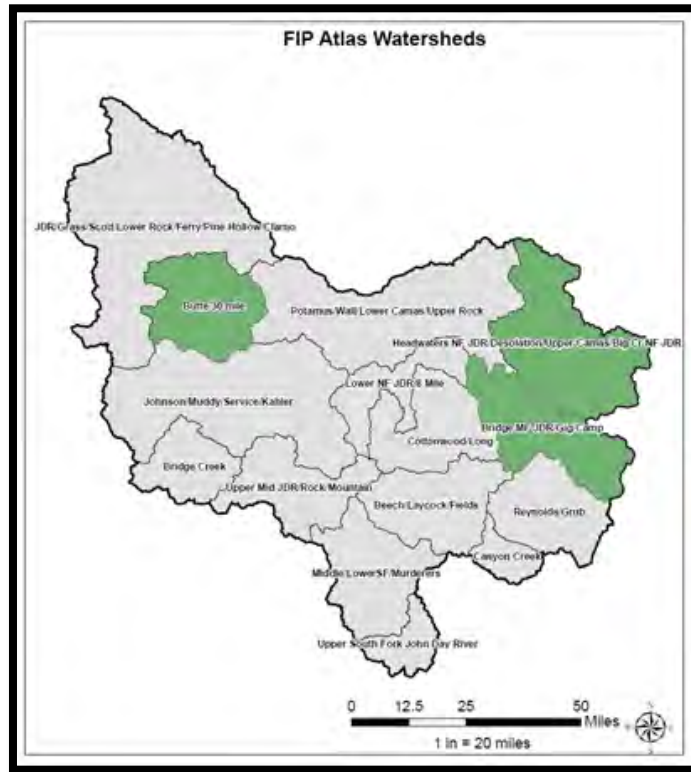 FIP Atlas Watersheds
JDR/Grass/Scott/Lower Rock/Ferry/Pine Hollow/Clarno
Butte 30 mile
Potamus/Wall/Lower Camas/Upper Rock
Headwaters NF JDR/Desolation/Upper Camas/Big Cr NF JDR
Lower NF JDR/8 Mile
Johnson/Muddy/Service/Kahler
Bridge MF JDR/Gig Camp
Cottonwood/Long
Bridge Creek
Upper Mid JDR/Rock/Mountain
Beech/Laycock/Fields
Reynolds/Grub
Canyon Creek
Middle/LowerSF/Murderers
Upper South Fork John Day River
0 12.5 25 50
Miles
1 in = 20 miles